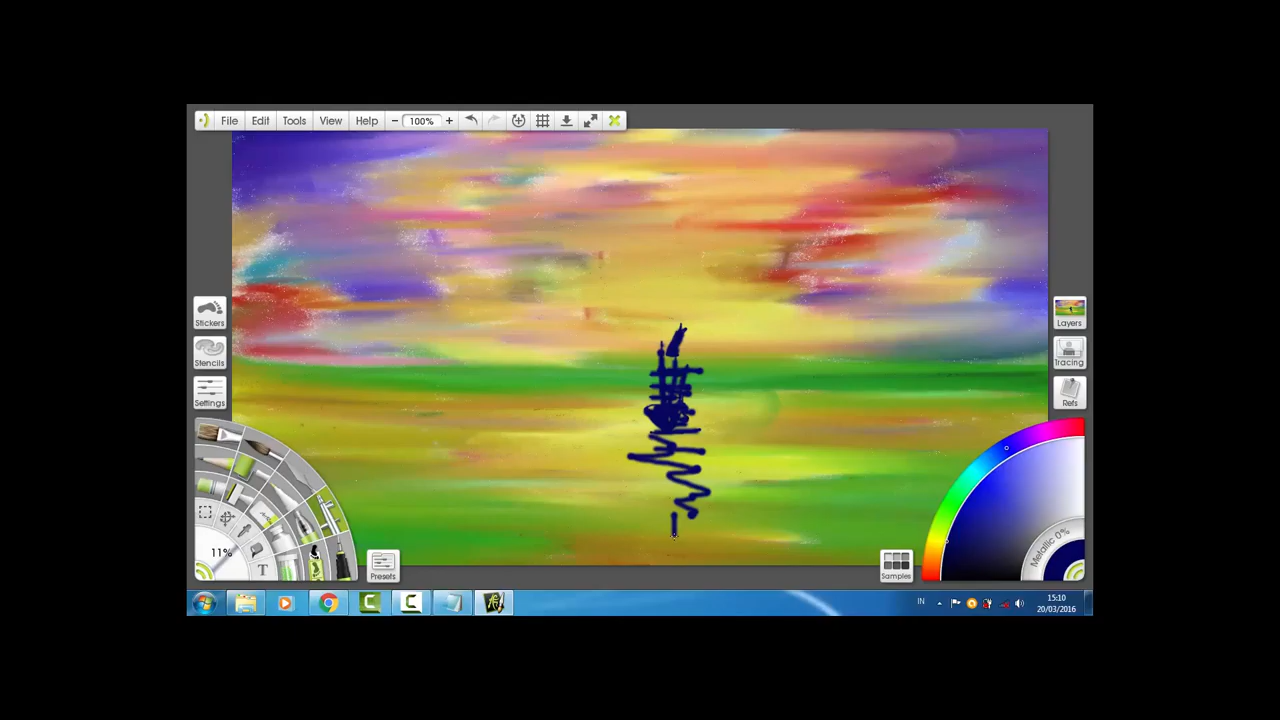 File Edit Tools View Help − 100% +
Stickers
Stencils
Settings
Layers
Tracing
Refs
11%
T
Presets
Samples
Metallic 0%
IN
15:10
20/03/2016